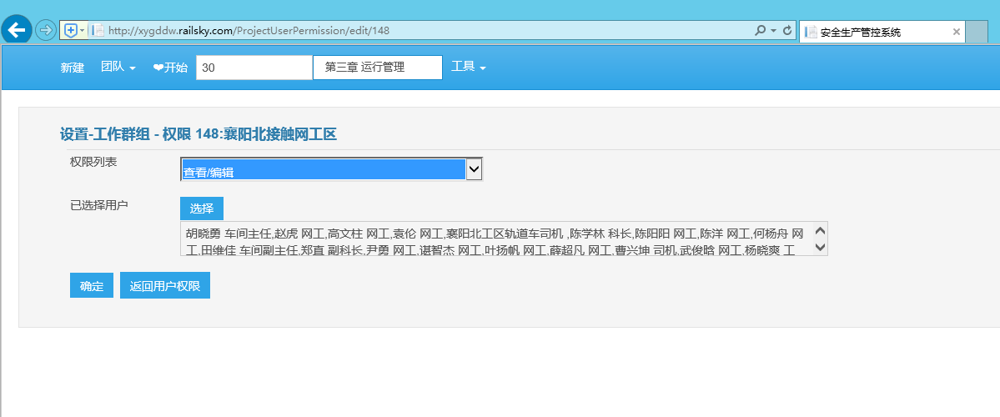 http://xygddw.railsky.com/ProjectUserPermission/edit/148
安全生产管控系统
新建 团队 ❤开始 30 第三章 运行管理 工具
设置-工作群组 - 权限 148:襄阳北接触网工区
权限列表
查看/编辑
已选择用户
选择
胡晓勇 车间主任,赵虎 网工,高文柱 网工,袁伦 网工,襄阳北工区轨道车司机 ,陈学林 科长,陈阳阳 网工,陈洋 网工,何杨舟 网
工,田维佳 车间副主任,郑直 副科长,尹勇 网工,谌智杰 网工,叶扬帆 网工,薛超凡 网工,曹兴坤 司机,武俊晗 网工,杨晓爽 工
确定 返回用户权限